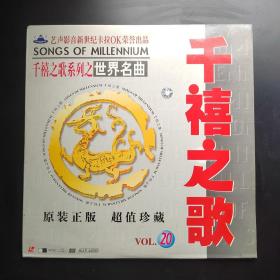 艺声影音新世纪卡拉OK荣誉出品
SONGS OF MILLENNIUM
千禧之歌系列之世界名曲
千禧之歌
原装正版 超值珍藏
VOL.20